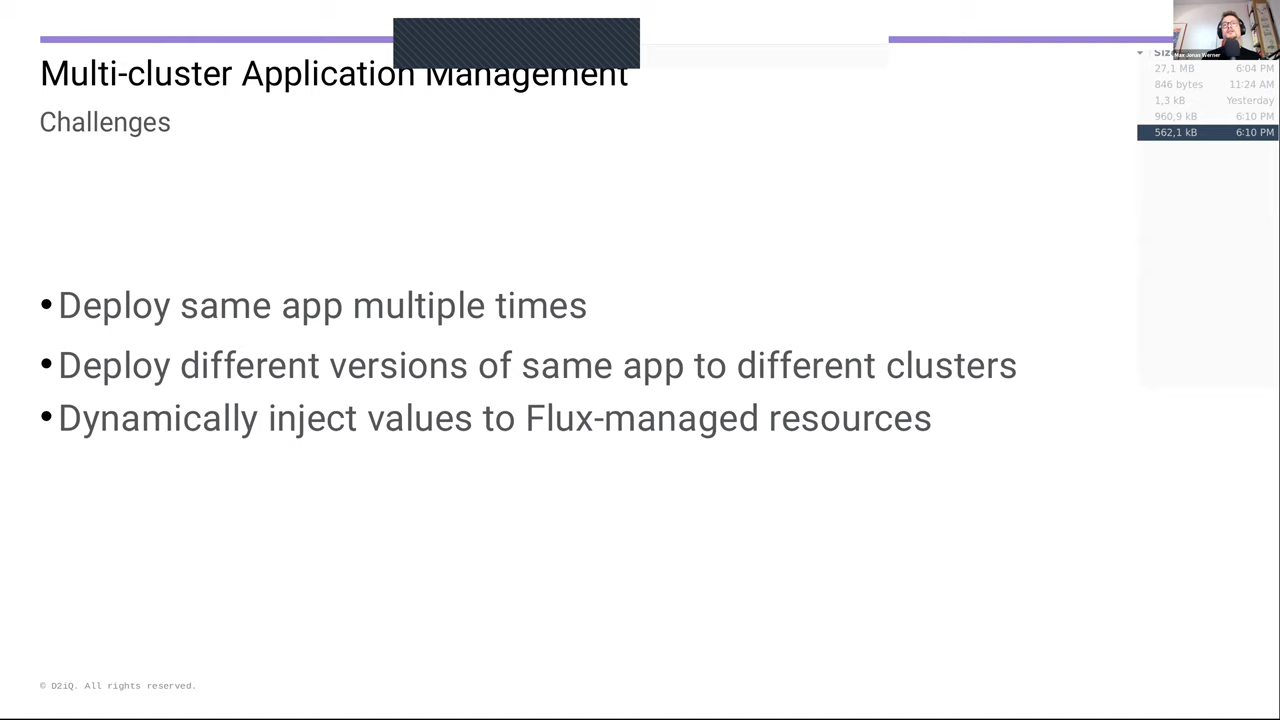 Multi-cluster Application Management
Challenges
Max Jonas Werner
27,1 MB 6:04 PM
846 bytes 11:24 AM
1,3 kB Yesterday
960,9 kB 6:10 PM
562,1 kB 6:10 PM
• Deploy same app multiple times
• Deploy different versions of same app to different clusters
• Dynamically inject values to Flux-managed resources
© D2iQ. All rights reserved.